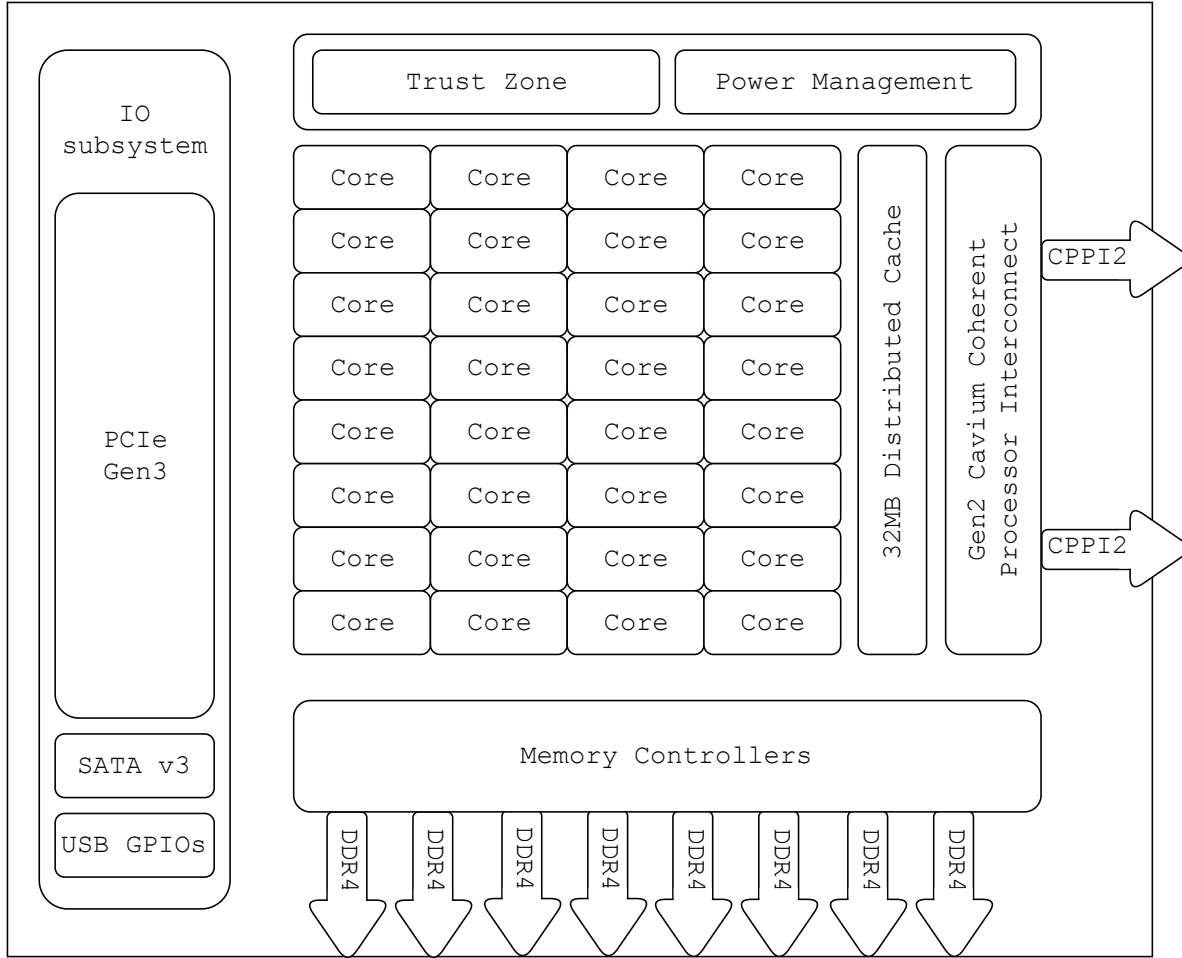 Trust Zone
Power Management
IO
subsystem
Core Core Core Core
Core Core Core Core
Core Core Core Core
Core Core Core Core
Core Core Core Core
Core Core Core Core
Core Core Core Core
Core Core Core Core
32MB Distributed Cache
Gen2 Cavium Coherent
Processor Interconnect
CPPI2
CPPI2
PCIe
Gen3
SATA v3
USB GPIOs
Memory Controllers
DDR4 DDR4 DDR4 DDR4 DDR4 DDR4 DDR4 DDR4